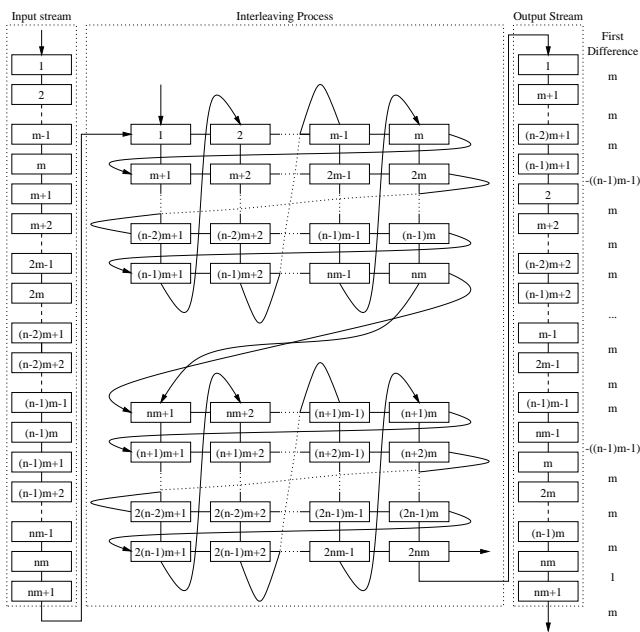 Input stream
1
2
m-1
m
m+1
m+2
2m-1
2m
(n-2)m+1
(n-2)m+2
(n-1)m-1
(n-1)m
(n-1)m+1
(n-1)m+2
nm-1
nm
nm+1
Interleaving Process
1 2 m-1 m
m+1 m+2 2m-1 2m
(n-2)m+1 (n-2)m+2 (n-1)m-1 (n-1)m
(n-1)m+1 (n-1)m+2 nm-1 nm
nm+1 nm+2 (n+1)m-1) (n+1)m
(n+1)m+1 (n+1)m+2 (n+2)m-1) (n+2)m
2(n-2)m+1 2(n-2)m+2 (2n-1)m-1 (2n-1)m
2(n-1)m+1 2(n-1)m+2 2nm-1 2nm
Output Stream
1
m+1
(n-2)m+1
(n-1)m+1
2
m+2
(n-2)m+2
(n-1)m+2
m-1
2m-1
(n-1)m-1
nm-1
m
2m
(n-1)m
nm
nm+1
First
Difference
m
m
m
-((n-1)m-1)
m
m
m
...
m
m
m
-((n-1)m-1)
m
m
m
1
m